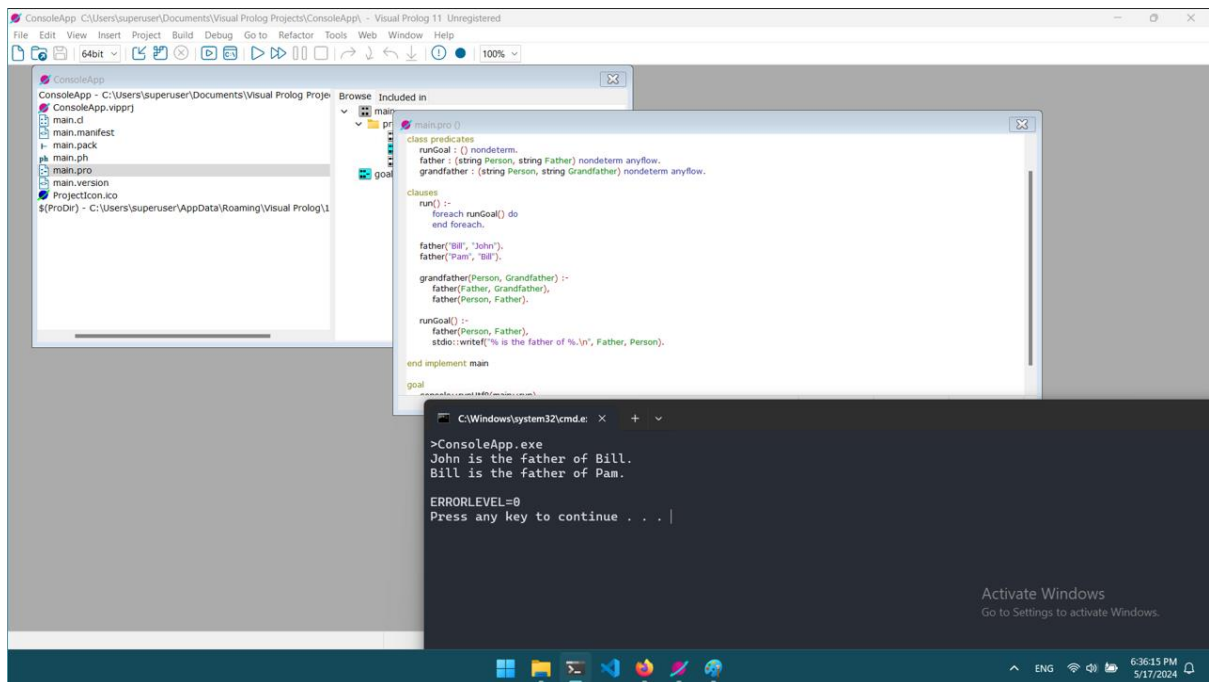 ConsoleApp C:\Users\superuser\Documents\Visual Prolog Projects\ConsoleApp\ - Visual Prolog 11 Unregistered
File Edit View Insert Project Build Debug Go to Refactor Tools Web Window Help
64bit
100%
ConsoleApp
ConsoleApp - C:\Users\superuser\Documents\Visual Prolog Proje
ConsoleApp.vipprj
main.cl
main.manifest
main.pack
main.ph
main.pro
main.version
ProjectIcon.ico
$(ProDir) - C:\Users\superuser\AppData\Roaming\Visual Prolog\1
Browse Included in
main
pr
goal
main.pro ()
class predicates
runGoal : () nondeterm.
father : (string Person, string Father) nondeterm anyflow.
grandfather : (string Person, string Grandfather) nondeterm anyflow.
clauses
run() :-
foreach runGoal() do
end foreach.
father("Bill", "John").
father("Pam", "Bill").
grandfather(Person, Grandfather) :-
father(Father, Grandfather),
father(Person, Father).
runGoal() :-
father(Person, Father),
stdio::writef("% is the father of %.\n", Father, Person).
end implement main
goal
console::runUtf8(main::run)
C:\Windows\system32\cmd.e:
>ConsoleApp.exe
John is the father of Bill.
Bill is the father of Pam.
ERRORLEVEL=0
Press any key to continue . . .
Activate Windows
Go to Settings to activate Windows.
ENG
6:36:15 PM
5/17/2024